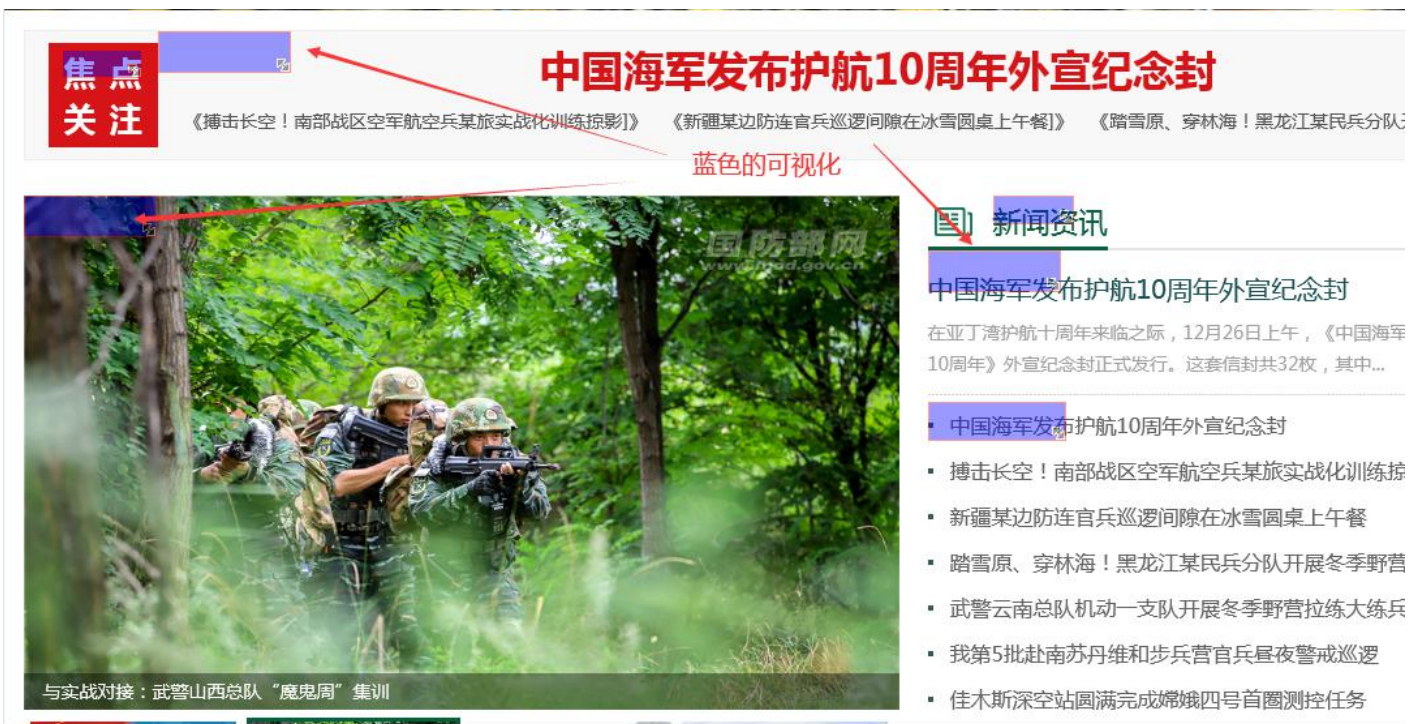 焦点
关注
中国海军发布护航10周年外宣纪念封
《搏击长空！南部战区空军航空兵某旅实战化训练掠影]》 《新疆某边防连官兵巡逻间隙在冰雪圆桌上午餐]》 《踏雪原、穿林海！黑龙江某民兵分队
蓝色的可视化
国防部网
www.mod.gov.cn
新闻资讯
中国海军发布护航10周年外宣纪念封
在亚丁湾护航十周年来临之际，12月26日上午，《中国海军
10周年》外宣纪念封正式发行。这套信封共32枚，其中...
▪ 中国海军发布护航10周年外宣纪念封
▪ 搏击长空！南部战区空军航空兵某旅实战化训练掠
▪ 新疆某边防连官兵巡逻间隙在冰雪圆桌上午餐
▪ 踏雪原、穿林海！黑龙江某民兵分队开展冬季野营
▪ 武警云南总队机动一支队开展冬季野营拉练大练兵
▪ 我第5批赴南苏丹维和步兵营官兵昼夜警戒巡逻
▪ 佳木斯深空站圆满完成嫦娥四号首圈测控任务
与实战对接：武警山西总队“魔鬼周”集训